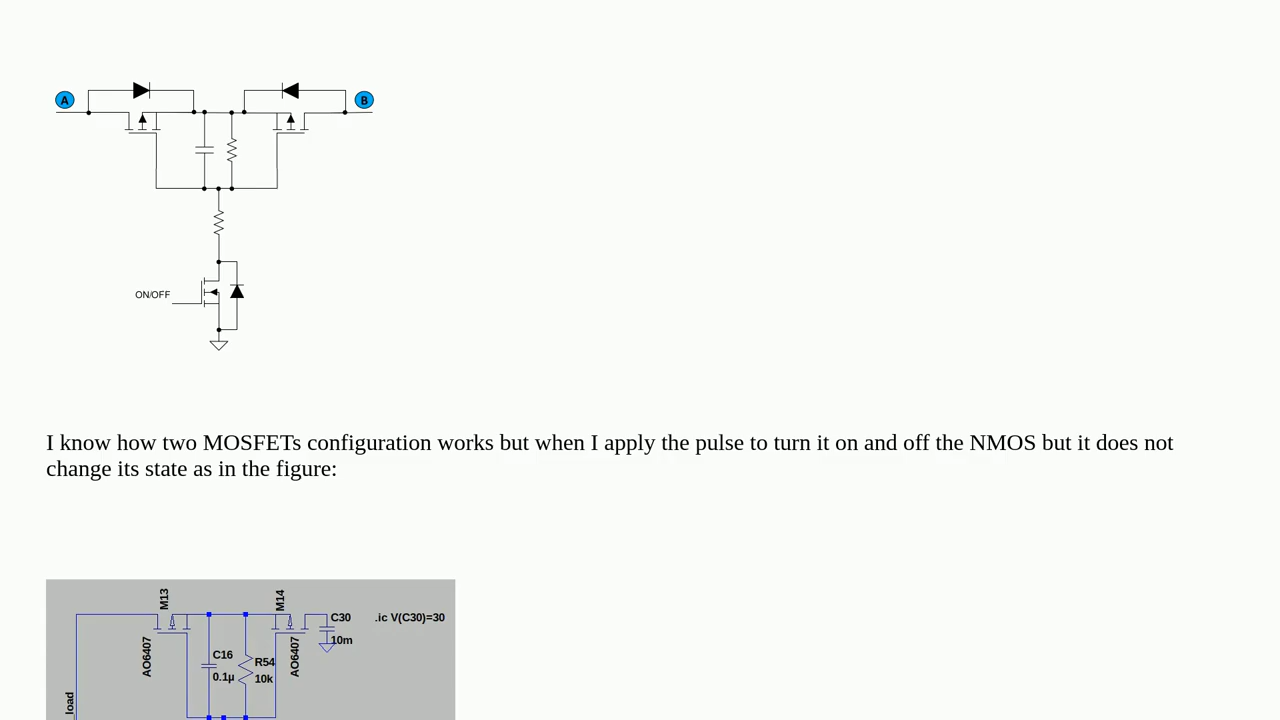 A B
ON/OFF
I know how two MOSFETs configuration works but when I apply the pulse to turn it on and off the NMOS but it does not
change its state as in the figure:
M13 M14
C30 .ic V(C30)=30
10m
AO6407 C16 R54 AO6407
0.1µ 10k
load